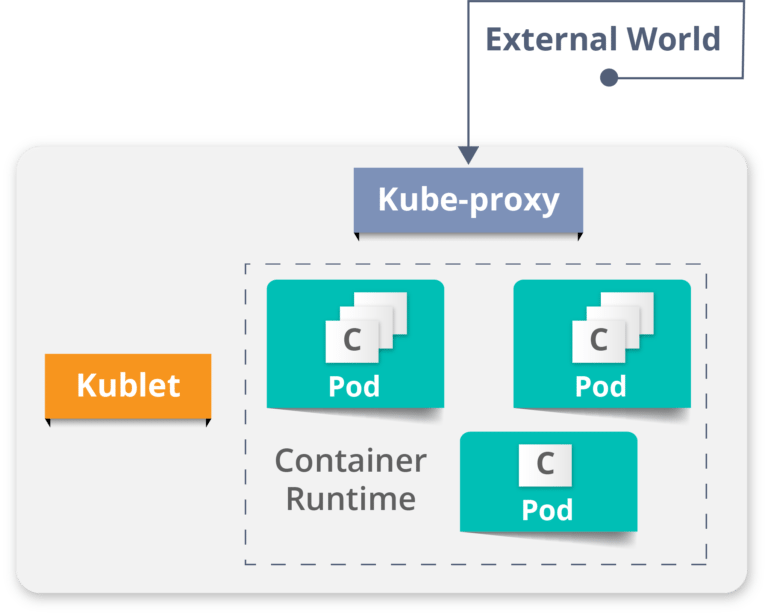 External World
Kube-proxy
C
Pod
C
Pod
Kublet
Container
Runtime
C
Pod